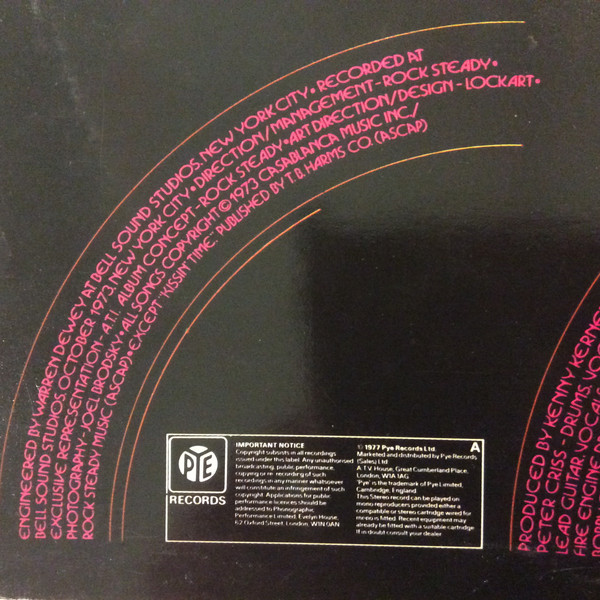 ENGINEERED BY WARREN DEWEY AT BELL SOUND STUDIOS, NEW YORK CITY • RECORDED AT
BELL SOUND STUDIOS, OCTOBER 1973, NEW YORK CITY • DIRECTION/MANAGEMENT - ROCK STEADY •
EXCLUSIVE REPRESENTATION - A.T.I. ALBUM CONCEPT - ROCK STEADY • ART DIRECTION/DESIGN - LOCKART •
PHOTOGRAPHY - JOEL BRODSKY • ALL SONGS COPYRIGHT © 1973 CASABLANCA MUSIC INC./
ROCK STEADY MUSIC (ASCAP) • EXCEPT "KISSIN' TIME. PUBLISHED BY T.B. HARMS CO. (ASCAP)
PYE
RECORDS
IMPORTANT NOTICE
Copyright subsists in all recordings
issued under this label. Any unauthorised
broadcasting, public performance,
copying or re-recording of such
recordings in any manner whatsoever
will constitute an infringement of such
copyright. Applications for public
performance licences should be
addressed to Phonographic
Performance Limited, Evelyn House,
62 Oxford Street, London, W1N 0AN
℗ 1977 Pye Records Ltd.
Marketed and distributed by Pye Records
(Sales) Ltd
A.T.V. House, Great Cumberland Place,
London, W1A 1AG
'Pye' is the trademark of Pye Limited,
Cambridge, England.
This Stereo record can be played on
mono reproducers provided either a
compatible or stereo cartridge wired for
mono is fitted. Recent equipment may
already be fitted with a suitable cartridge.
If in doubt consult your dealer
A
PRODUCED BY KENNY KERNE
PETER CRISS - DRUMS, VOC
LEAD GUITAR, VOCALS
FIRE ENGINE